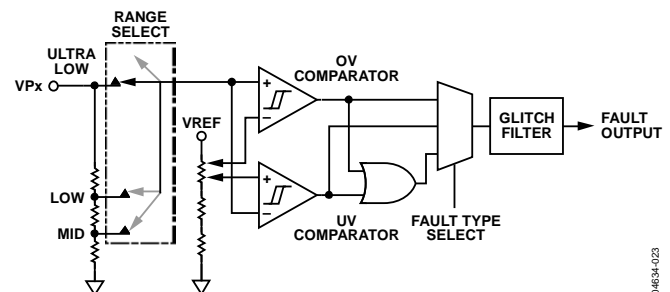 RANGE
SELECT
ULTRA
LOW
VPx
LOW
MID
VREF
+
−
OV
COMPARATOR
+
−
UV
COMPARATOR
FAULT TYPE
SELECT
GLITCH
FILTER
FAULT
OUTPUT
04634-023